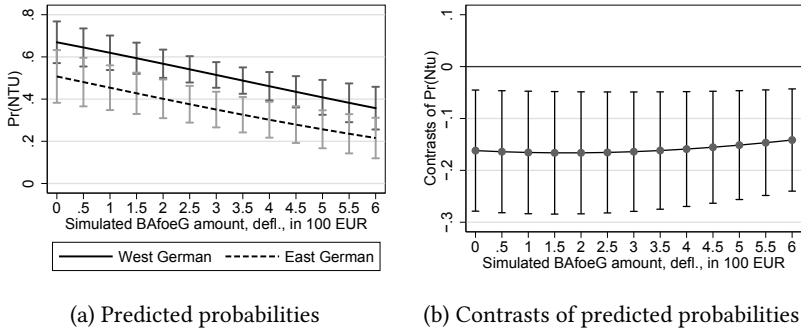 Pr(NTU)
.8
.6
.4
.2
0
0 .5 1 1.5 2 2.5 3 3.5 4 4.5 5 5.5 6
Simulated BAfoeG amount, defl., in 100 EUR
West German East German
(a) Predicted probabilities
Contrasts of Pr(Ntu)
.1
0
-.1
-.2
-.3
0 .5 1 1.5 2 2.5 3 3.5 4 4.5 5 5.5 6
Simulated BAfoeG amount, defl., in 100 EUR
(b) Contrasts of predicted probabilities